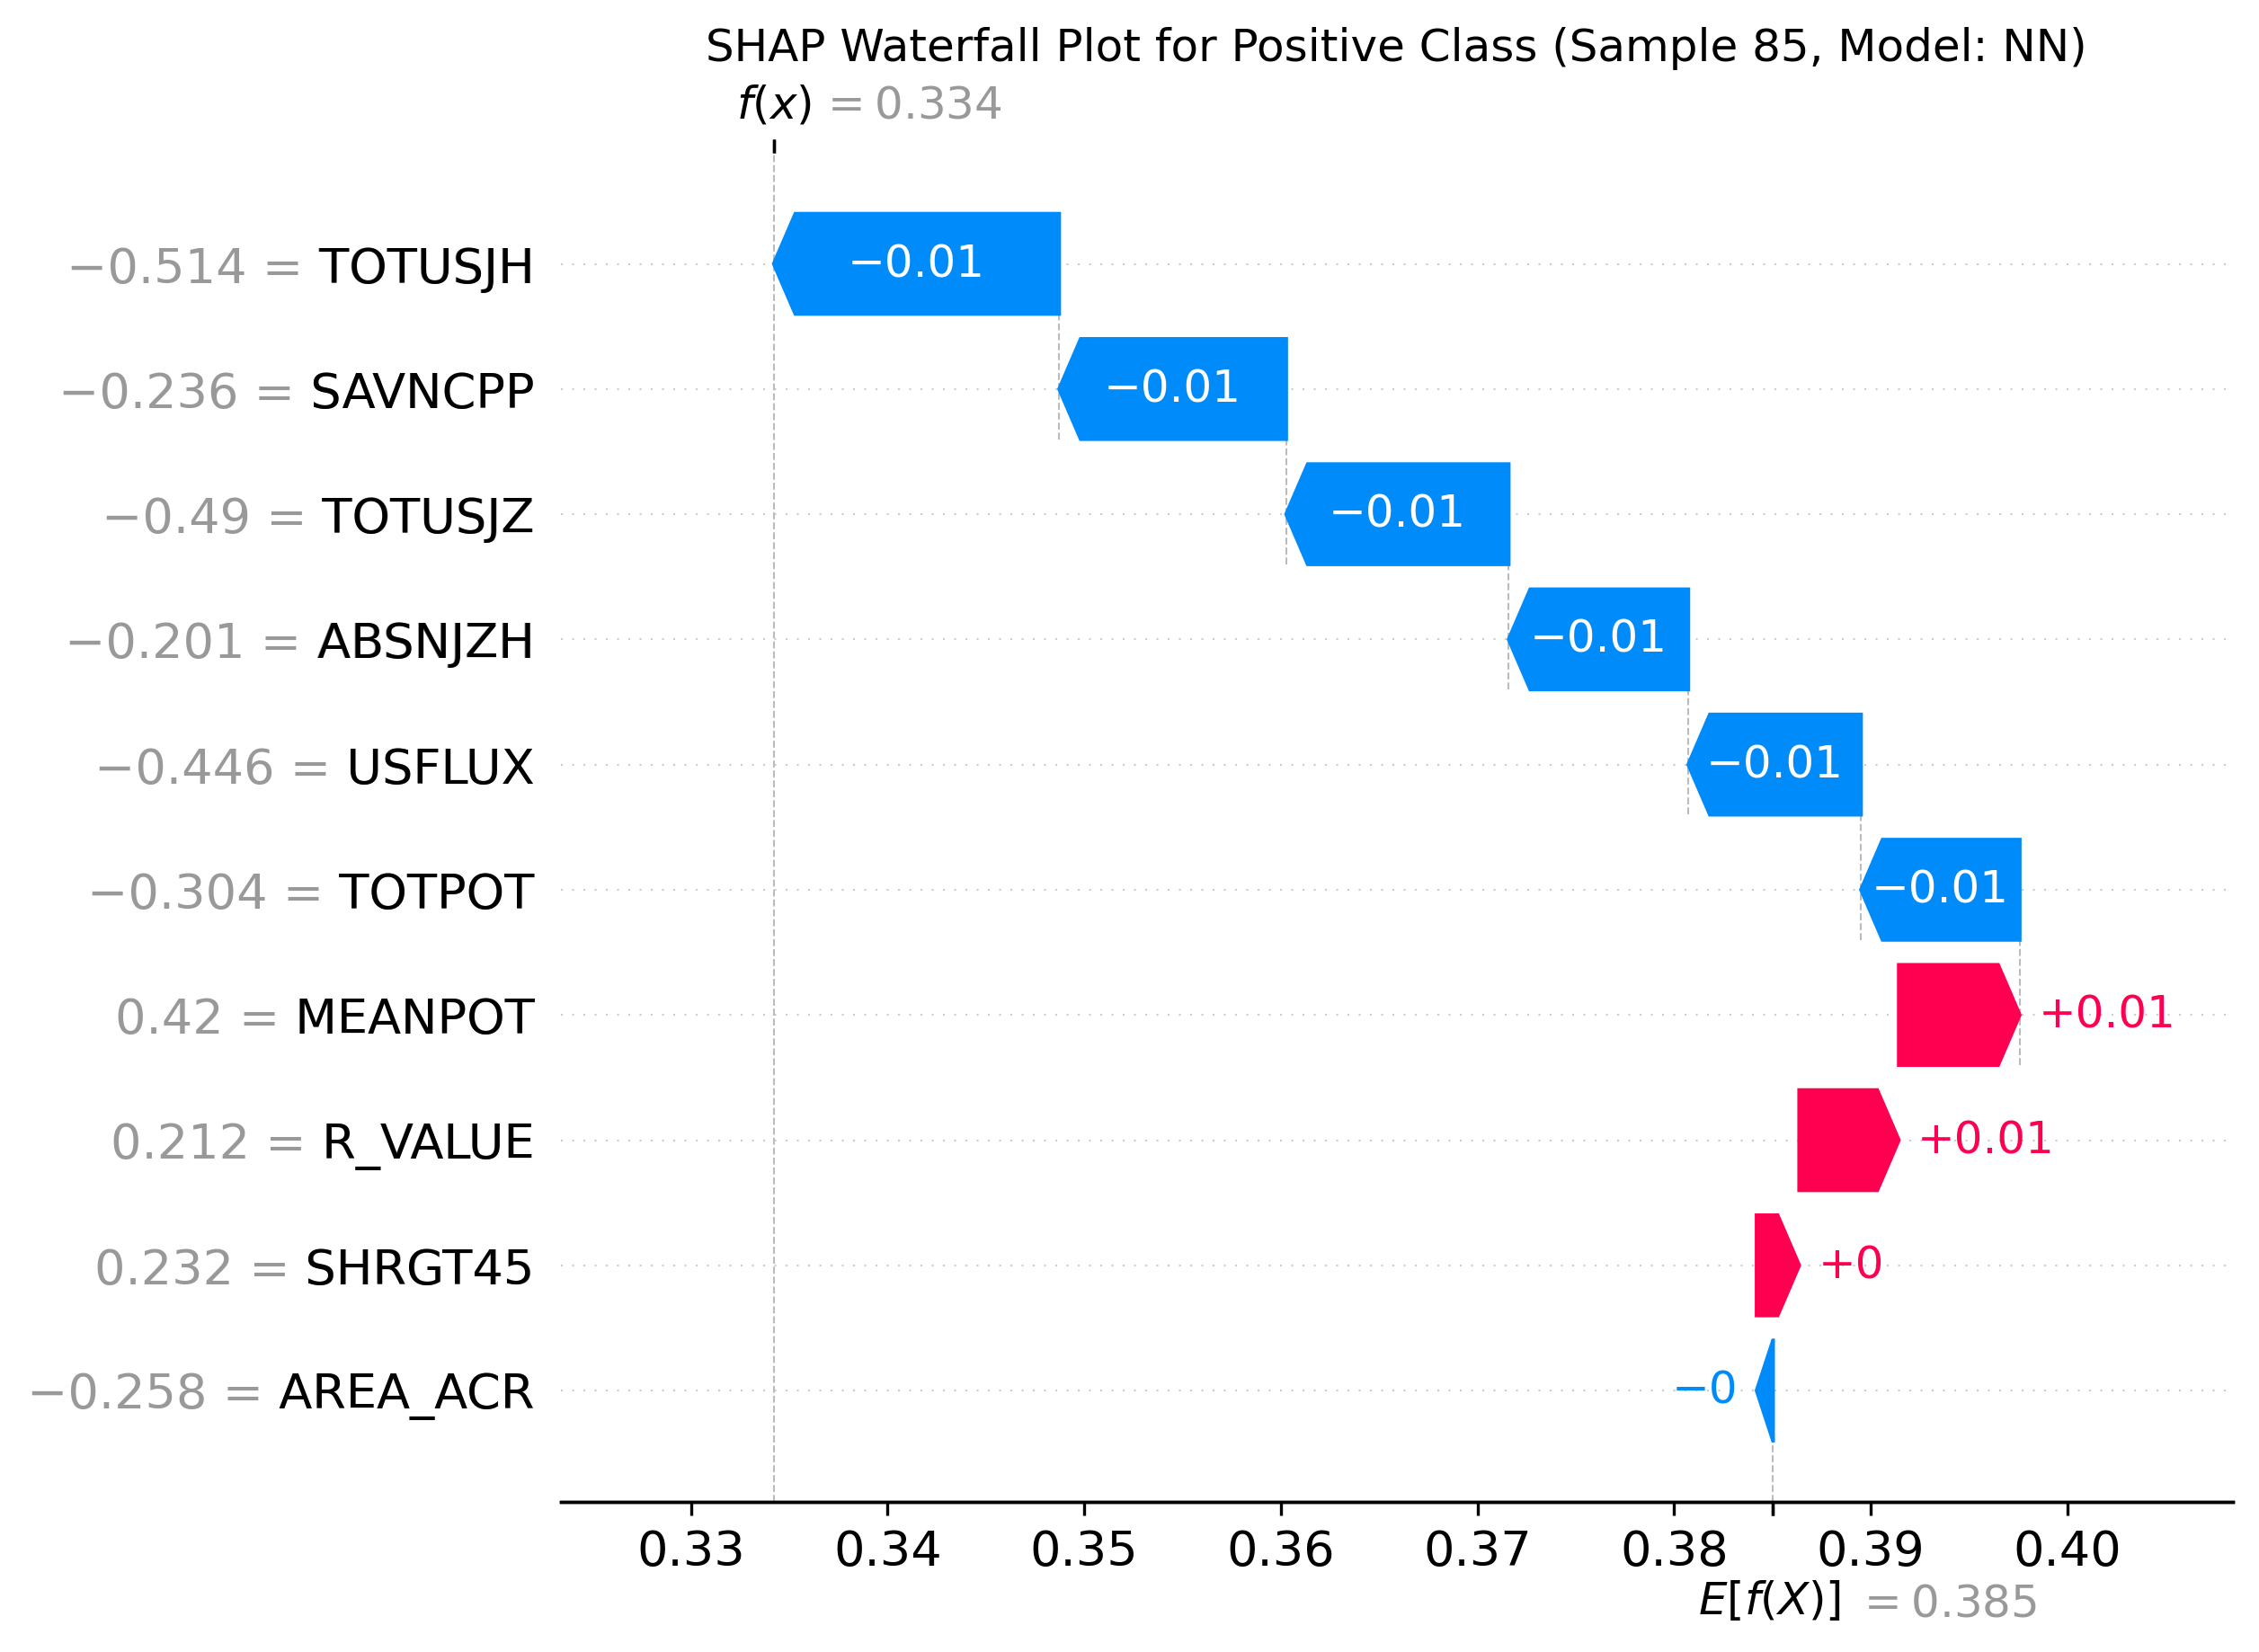 SHAP Waterfall Plot for Positive Class (Sample 85, Model: NN)
f(x) = 0.334
−0.514 = TOTUSJH −0.01
−0.236 = SAVNCPP −0.01
−0.49 = TOTUSJZ −0.01
−0.201 = ABSNJZH −0.01
−0.446 = USFLUX −0.01
−0.304 = TOTPOT −0.01
0.42 = MEANPOT +0.01
0.212 = R_VALUE +0.01
0.232 = SHRGT45 +0
−0.258 = AREA_ACR −0
0.33 0.34 0.35 0.36 0.37 0.38 0.39 0.40
E[f(X)] = 0.385